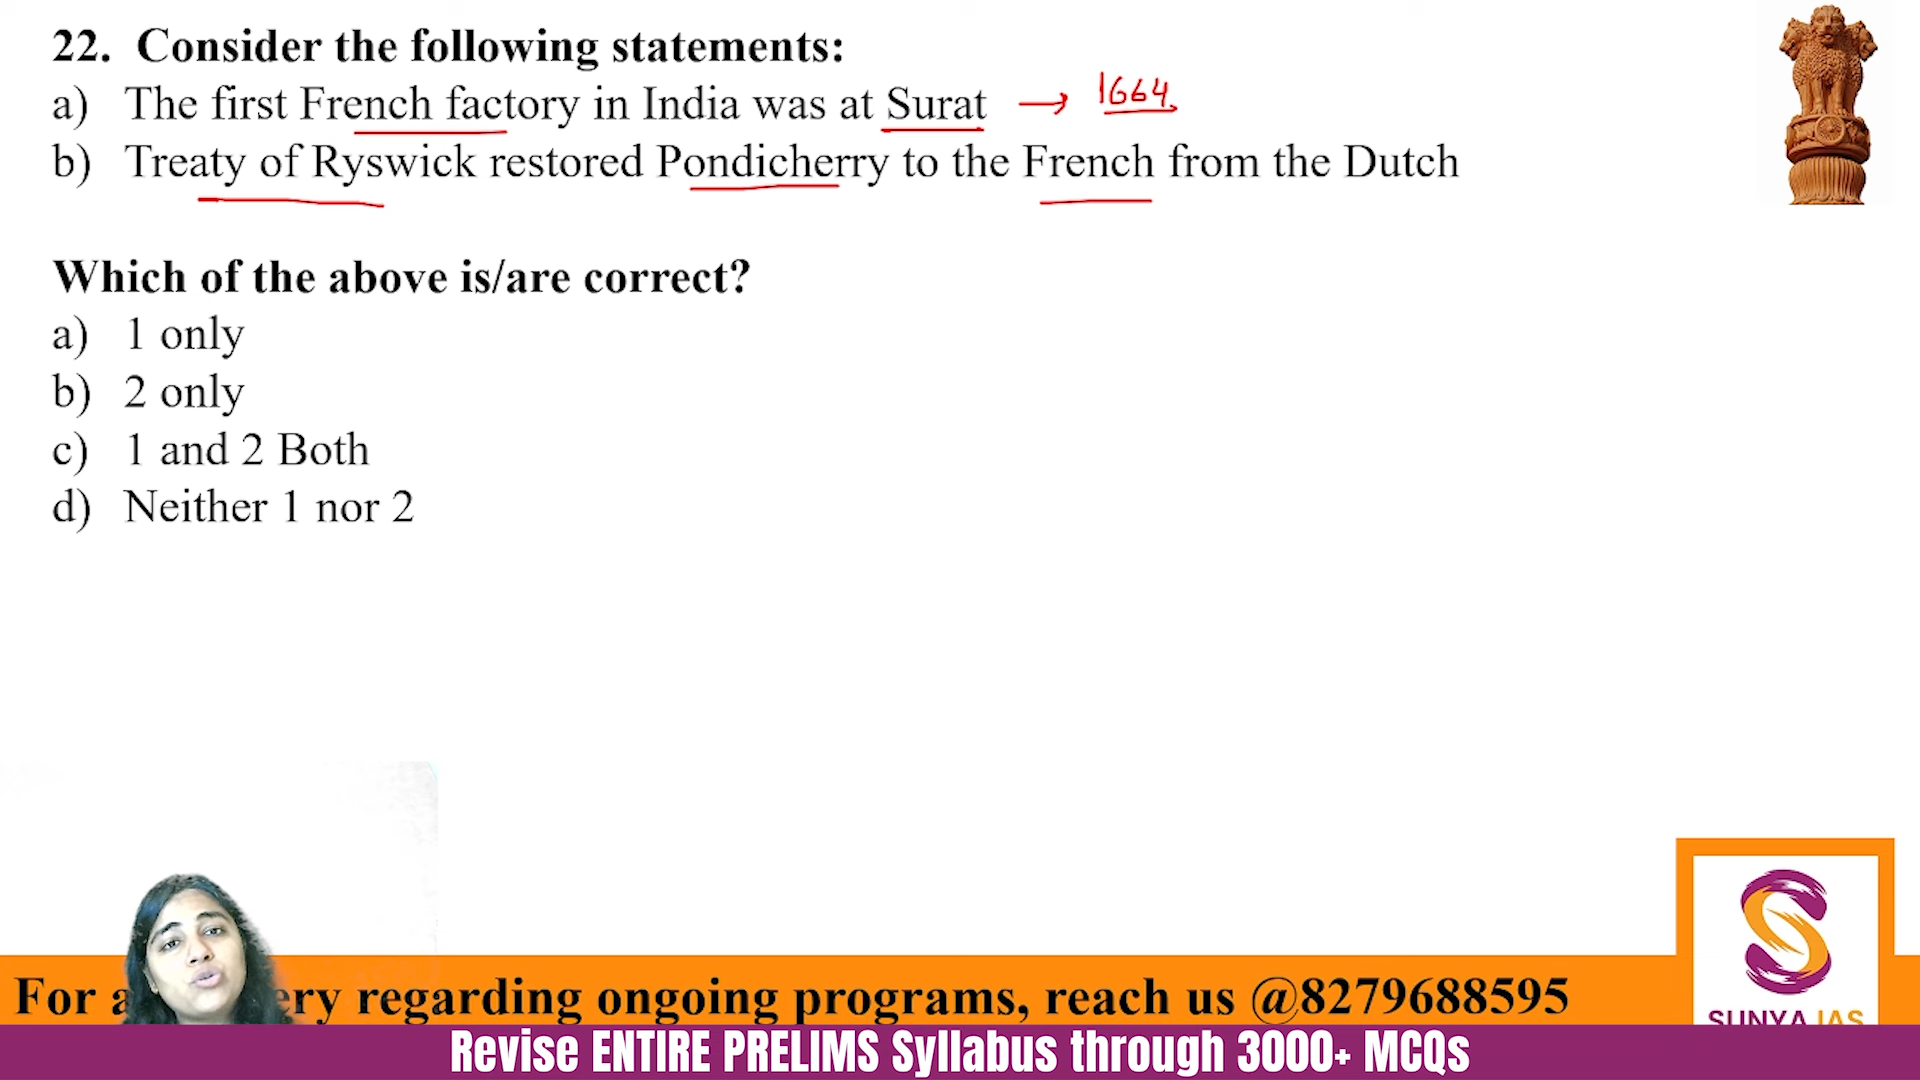 22. Consider the following statements:
a) The first French factory in India was at Surat → 1664
b) Treaty of Ryswick restored Pondicherry to the French from the Dutch
Which of the above is/are correct?
a) 1 only
b) 2 only
c) 1 and 2 Both
d) Neither 1 nor 2
For a ery regarding ongoing programs, reach us @8279688595
SUNYA IAS
Revise ENTIRE PRELIMS Syllabus through 3000+ MCQs